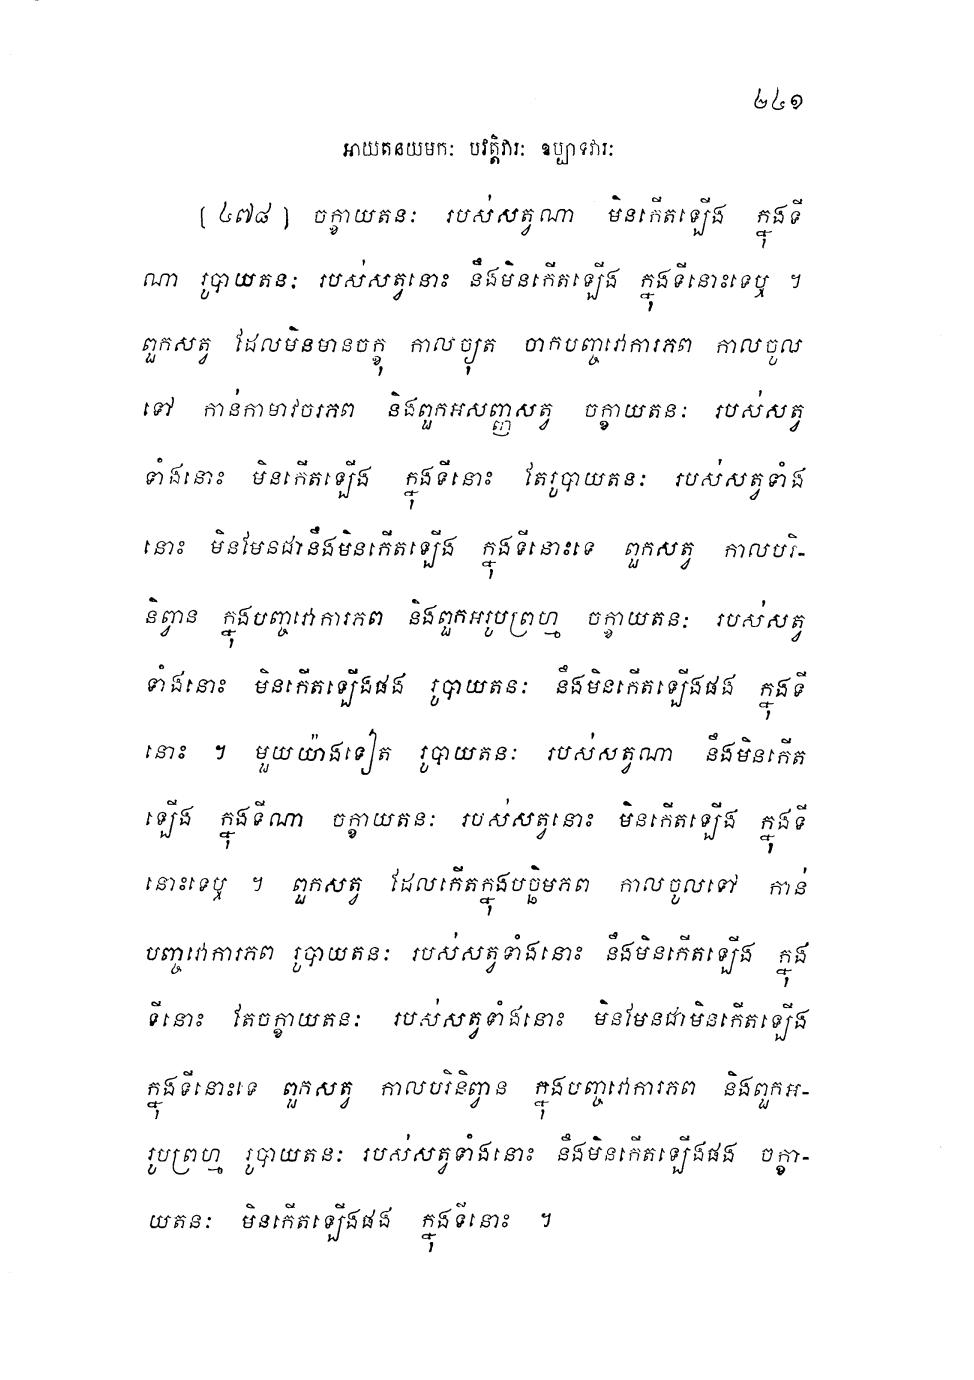 ២៤១
អាយតនយមកៈ បវត្តិវារៈ ឧប្បាទវារៈ
(៤៧៨) ចក្ខាយតនៈ របស់សត្វណា មិនកើតឡើង ក្នុងទី
ណា រូបាយតនៈ របស់សត្វនោះ នឹងមិនកើតឡើង ក្នុងទីនោះទេឬ ។
ពួកសត្វ ដែលមិនមានចក្ខុ កាលច្យុត ចាកបញ្ចវោការភព កាលចូល
ទៅ កាន់កាមាវចរភព និងពួកអសញ្ញសត្វ ចក្ខាយតនៈ របស់សត្វ
ទាំងនោះ មិនកើតឡើង ក្នុងទីនោះ តែរូបាយតនៈ របស់សត្វទាំង
នោះ មិនមែនជានឹងមិនកើតឡើង ក្នុងទីនោះទេ ពួកសត្វ កាលបរិ-
និព្វាន ក្នុងបញ្ចវោការភព និងពួកអរូបព្រហ្ម ចក្ខាយតនៈ របស់សត្វ
ទាំងនោះ មិនកើតឡើងផង រូបាយតនៈ នឹងមិនកើតឡើងផង ក្នុងទី
នោះ ។ មួយយ៉ាងទៀត រូបាយតនៈ របស់សត្វណា នឹងមិនកើត
ឡើង ក្នុងទីណា ចក្ខាយតនៈ របស់សត្វនោះ មិនកើតឡើង ក្នុងទី
នោះទេឬ ។ ពួកសត្វ ដែលកើតក្នុងបច្ឆិមភព កាលចូលទៅ កាន់
បញ្ចវោការភព រូបាយតនៈ របស់សត្វទាំងនោះ នឹងមិនកើតឡើង ក្នុង
ទីនោះ តែចក្ខាយតនៈ របស់សត្វទាំងនោះ មិនមែនជាមិនកើតឡើង
ក្នុងទីនោះទេ ពួកសត្វ កាលបរិនិព្វាន ក្នុងបញ្ចវោការភព និងពួកអ-
រូបព្រហ្ម រូបាយតនៈ របស់សត្វទាំងនោះ នឹងមិនកើតឡើងផង ចក្ខា-
យតនៈ មិនកើតឡើងផង ក្នុងទីនោះ ។